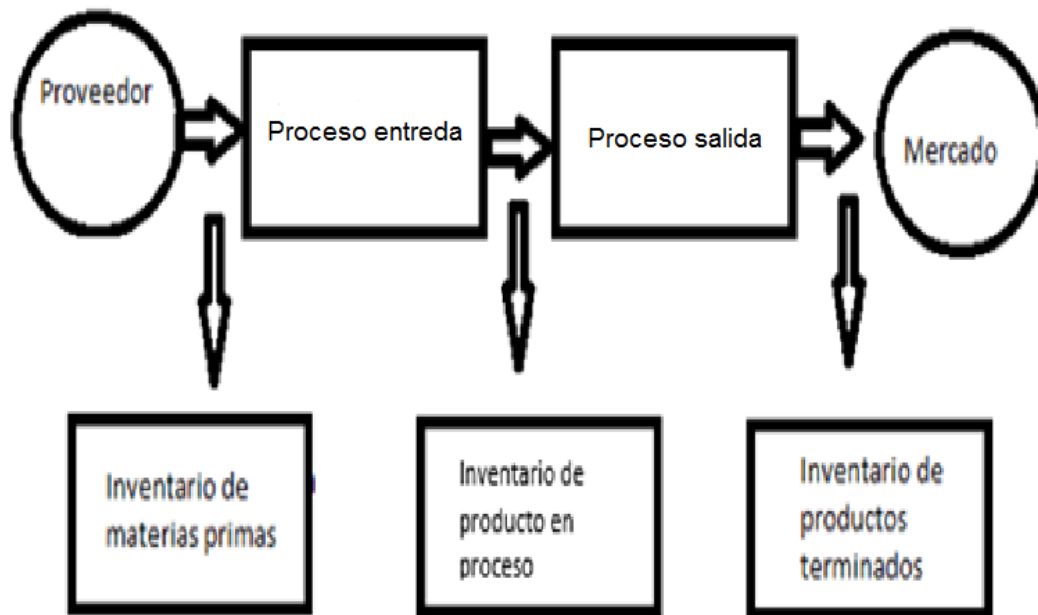 Proveedor
Proceso entreda
Proceso salida
Mercado
Inventario de
materias primas
Inventario de
producto en
proceso
Inventario de
productos
terminados